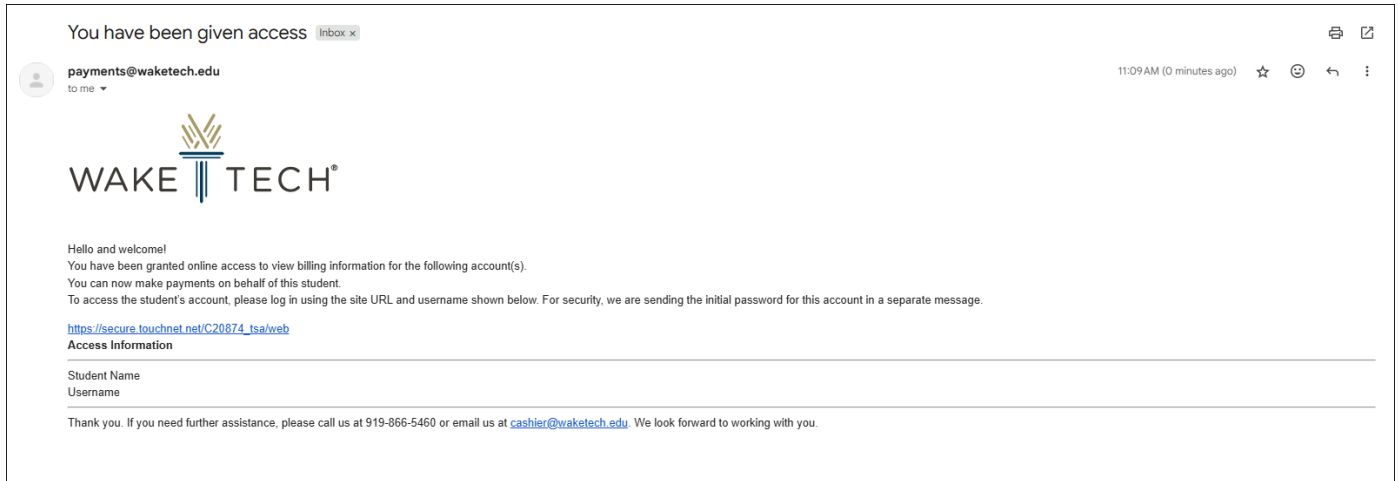 You have been given access Inbox x
payments@waketech.edu 11:09 AM (0 minutes ago)
to me
WAKE TECH®
Hello and welcome!
You have been granted online access to view billing information for the following account(s).
You can now make payments on behalf of this student.
To access the student's account, please log in using the site URL and username shown below. For security, we are sending the initial password for this account in a separate message.
https://secure.touchnet.net/C20874_tsa/web
Access Information
Student Name
Username
Thank you. If you need further assistance, please call us at 919-866-5460 or email us at cashier@waketech.edu. We look forward to working with you.